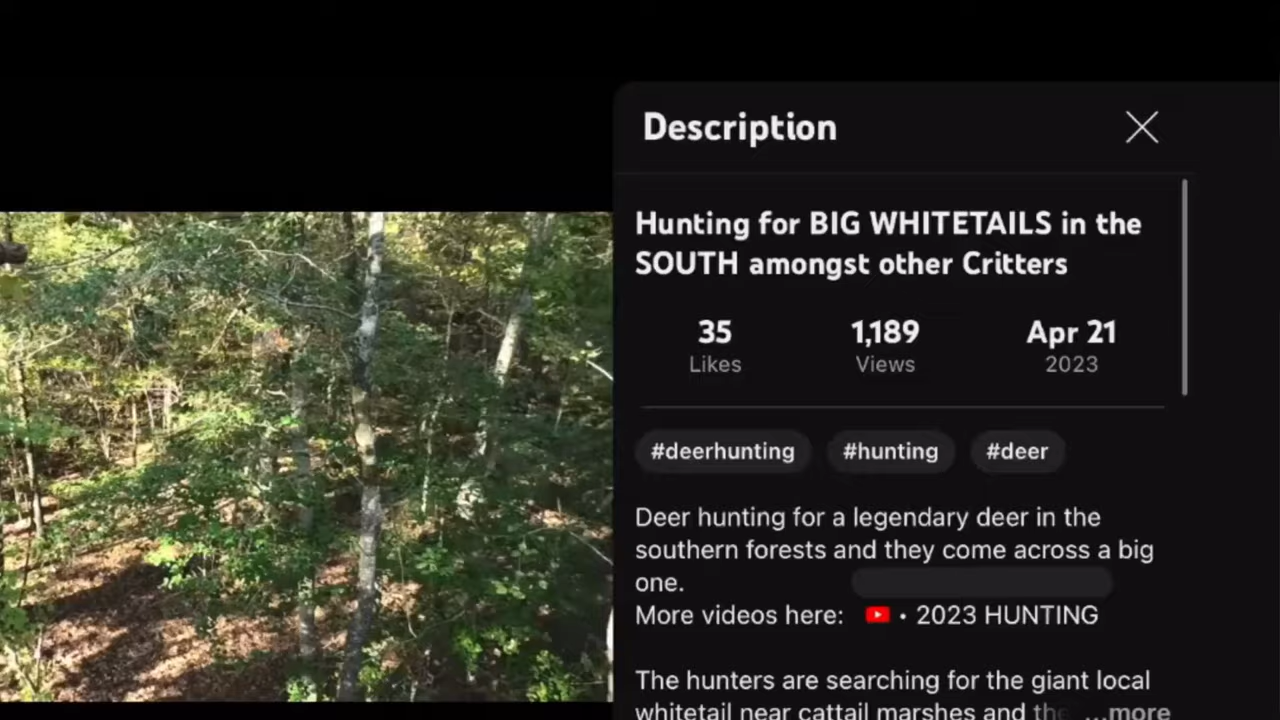 Description
Hunting for BIG WHITETAILS in the
SOUTH amongst other Critters
35
Likes
1,189
Views
Apr 21
2023
#deerhunting
#hunting
#deer
Deer hunting for a legendary deer in the
southern forests and they come across a big
one.
More videos here: • 2023 HUNTING
The hunters are searching for the giant local
whitetail near cattail marshes and the ...more